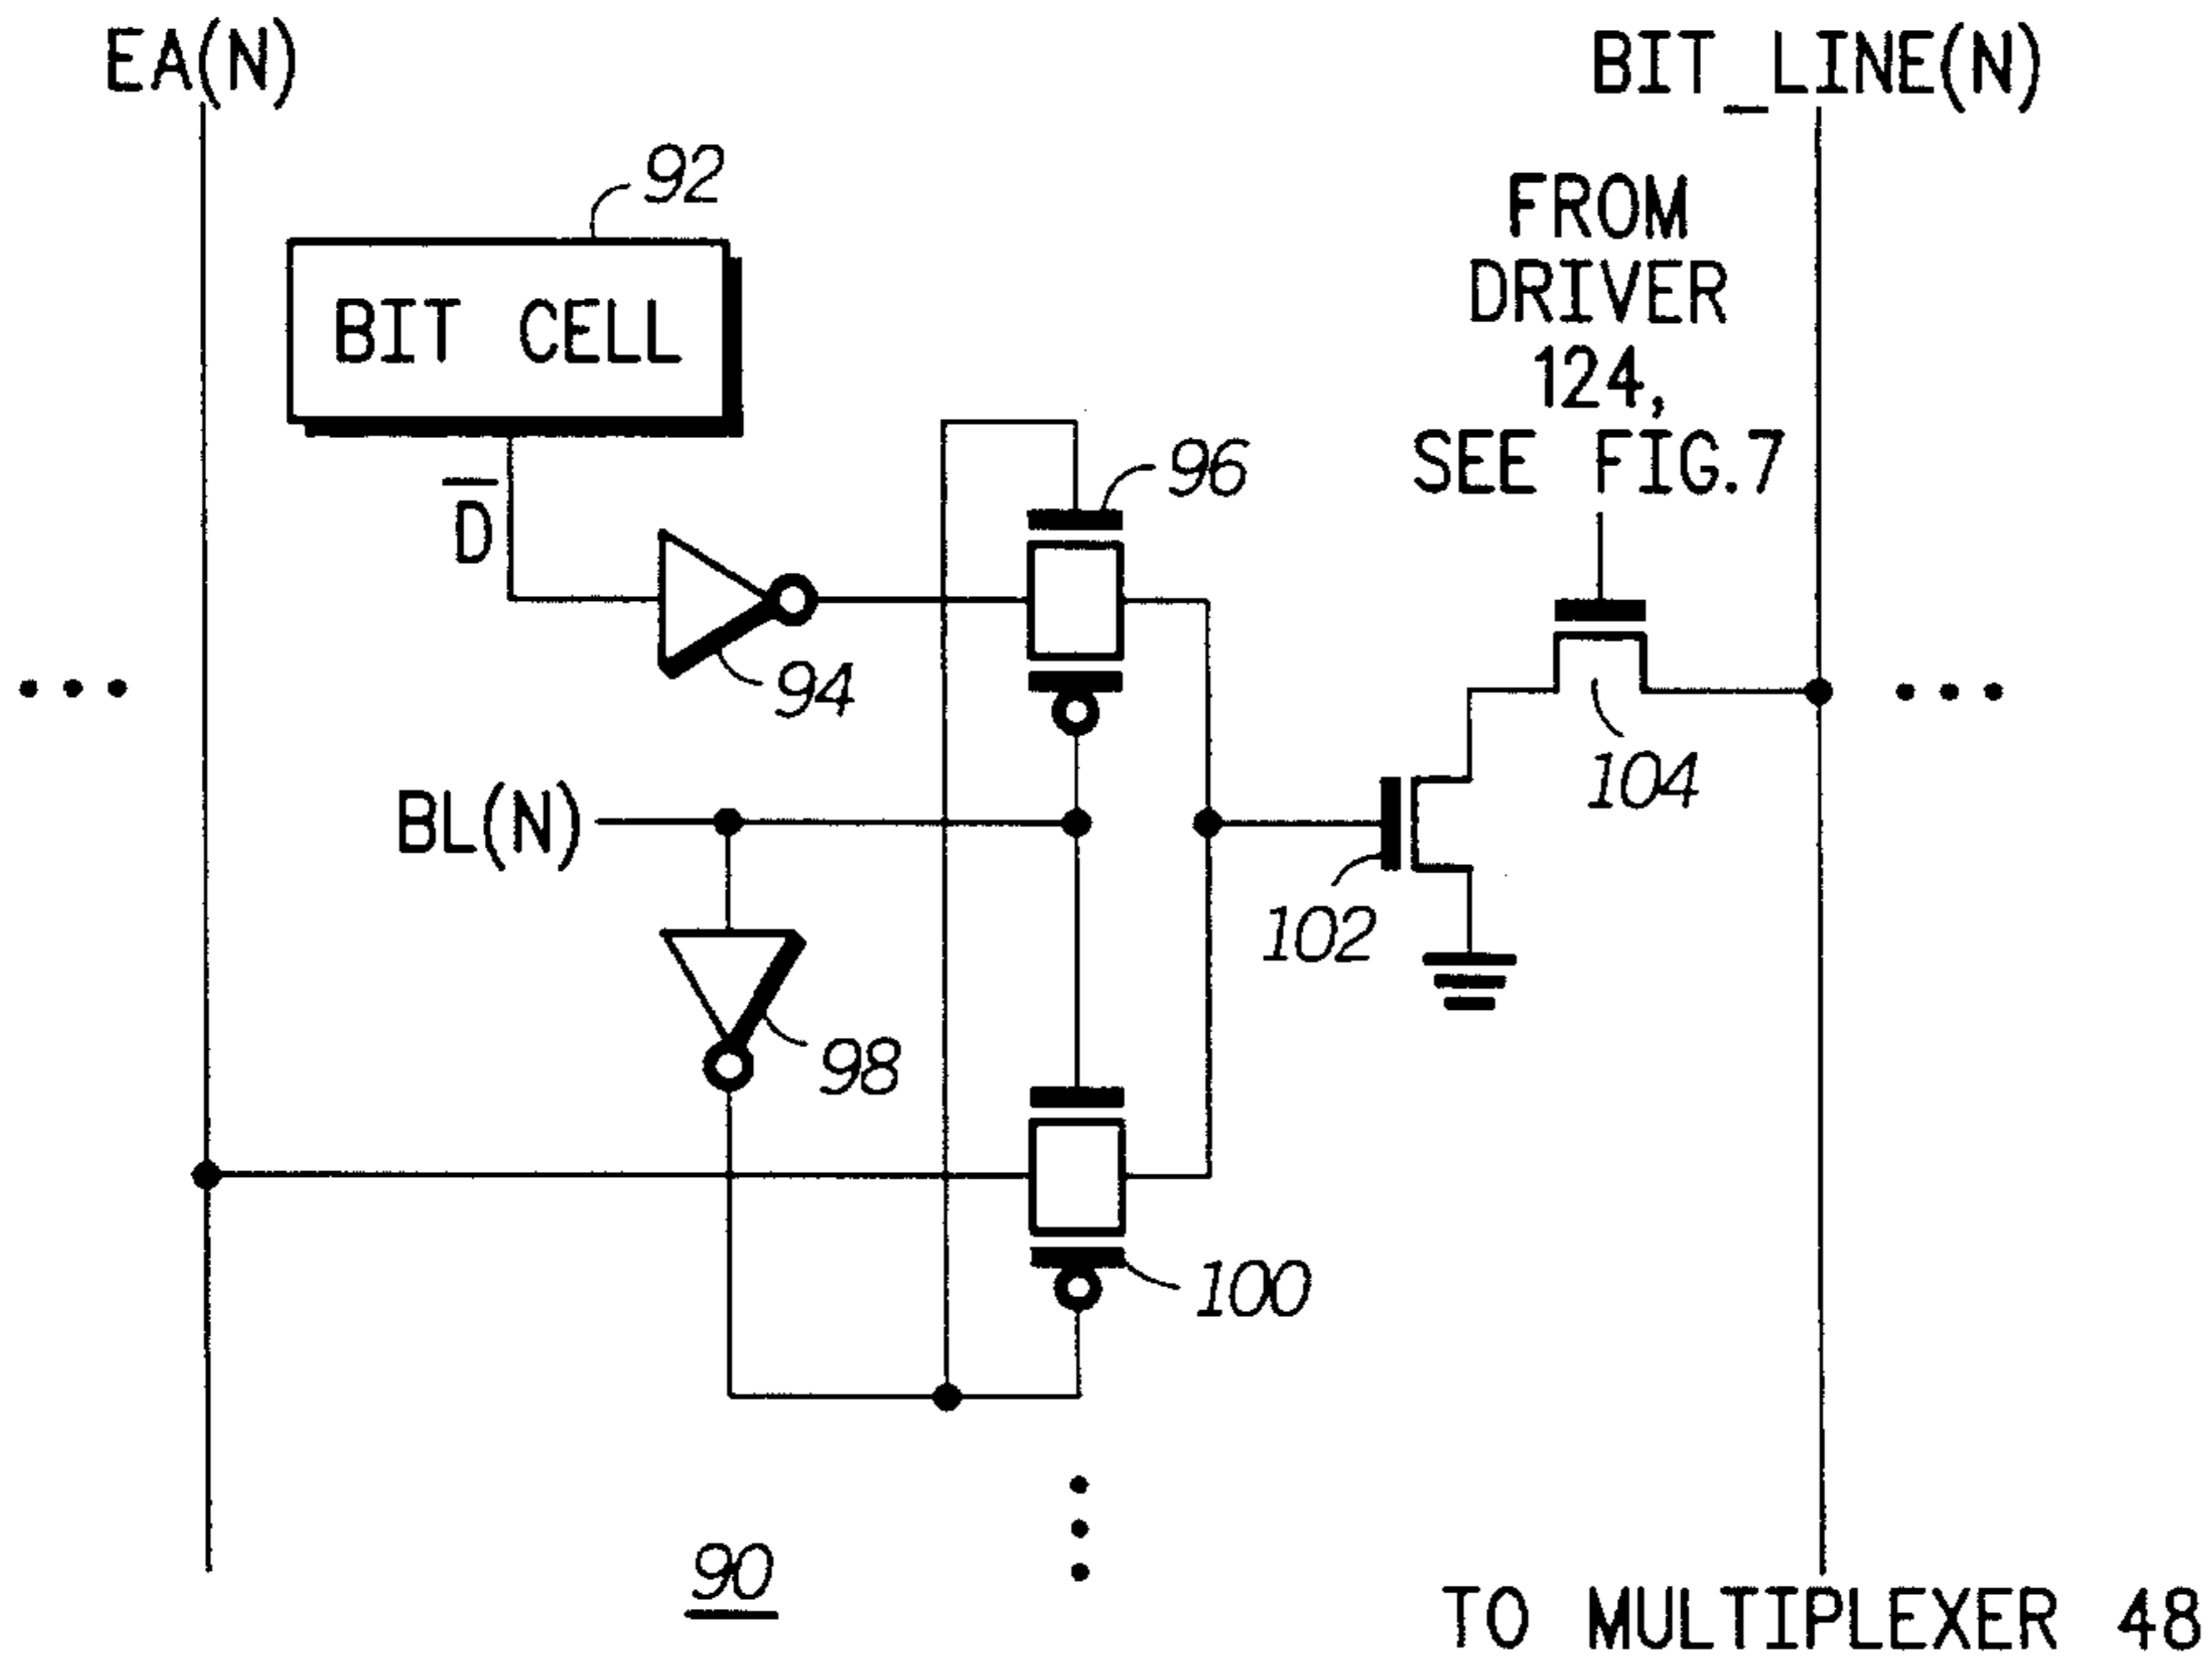 EA(N)
BIT_LINE(N)
92
BIT CELL
FROM
DRIVER
124,
SEE FIG.7
D̅
96
94
104
BL(N)
102
98
100
90
TO MULTIPLEXER 48